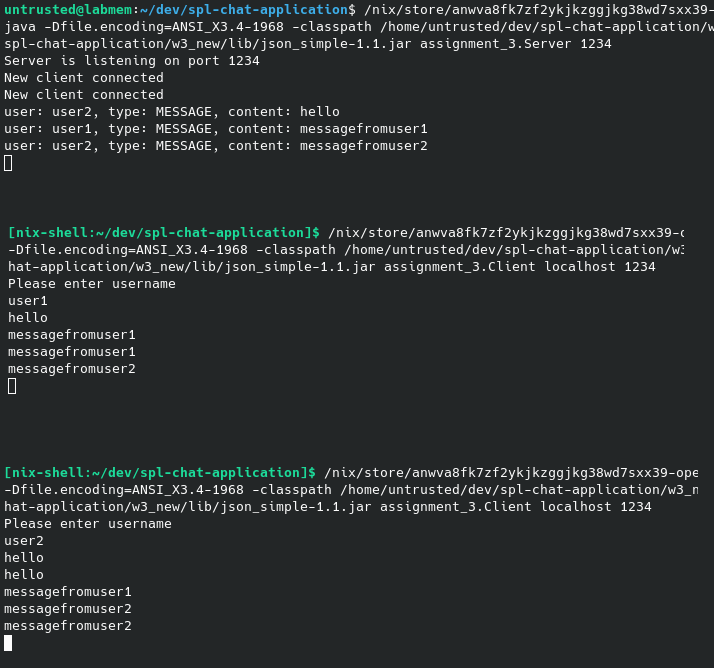 untrusted@labmem:~/dev/spl-chat-application$ /nix/store/anwva8fk7zf2ykjkzggjkg38wd7sxx39-
java -Dfile.encoding=ANSI_X3.4-1968 -classpath /home/untrusted/dev/spl-chat-application/w
spl-chat-application/w3_new/lib/json_simple-1.1.jar assignment_3.Server 1234
Server is listening on port 1234
New client connected
New client connected
user: user2, type: MESSAGE, content: hello
user: user1, type: MESSAGE, content: messagefromuser1
user: user2, type: MESSAGE, content: messagefromuser2
[nix-shell:~/dev/spl-chat-application]$ /nix/store/anwva8fk7zf2ykjkzggjkg38wd7sxx39-o
-Dfile.encoding=ANSI_X3.4-1968 -classpath /home/untrusted/dev/spl-chat-application/w3
hat-application/w3_new/lib/json_simple-1.1.jar assignment_3.Client localhost 1234
Please enter username
user1
hello
messagefromuser1
messagefromuser1
messagefromuser2
[nix-shell:~/dev/spl-chat-application]$ /nix/store/anwva8fk7zf2ykjkzggjkg38wd7sxx39-ope
-Dfile.encoding=ANSI_X3.4-1968 -classpath /home/untrusted/dev/spl-chat-application/w3_n
hat-application/w3_new/lib/json_simple-1.1.jar assignment_3.Client localhost 1234
Please enter username
user2
hello
hello
messagefromuser1
messagefromuser2
messagefromuser2